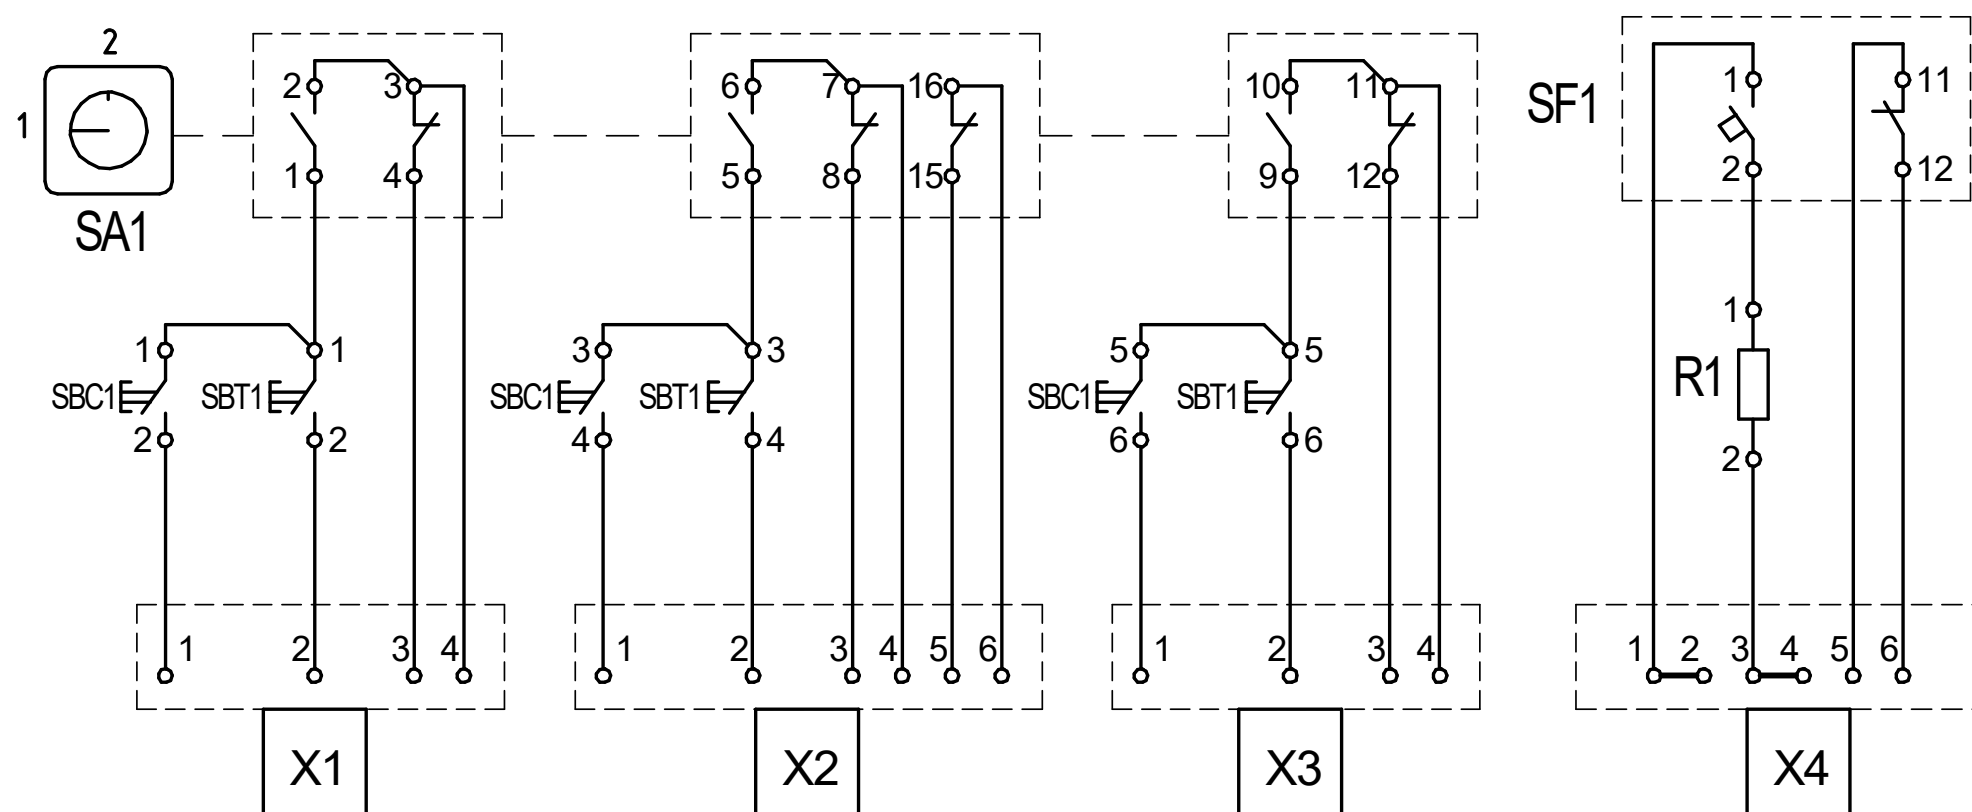 2
1
SA1
2 3
1 4
6 7 16
5 8 15
10 11
9 12
SF1
1 11
2 12
1 1
SBC1 SBT1
2 2
3 3
SBC1 SBT1
4 4
5 5
SBC1 SBT1
6 6
1
R1
2
1 2 3 4
X1
1 2 3 4 5 6
X2
1 2 3 4
X3
1 2 3 4 5 6
X4